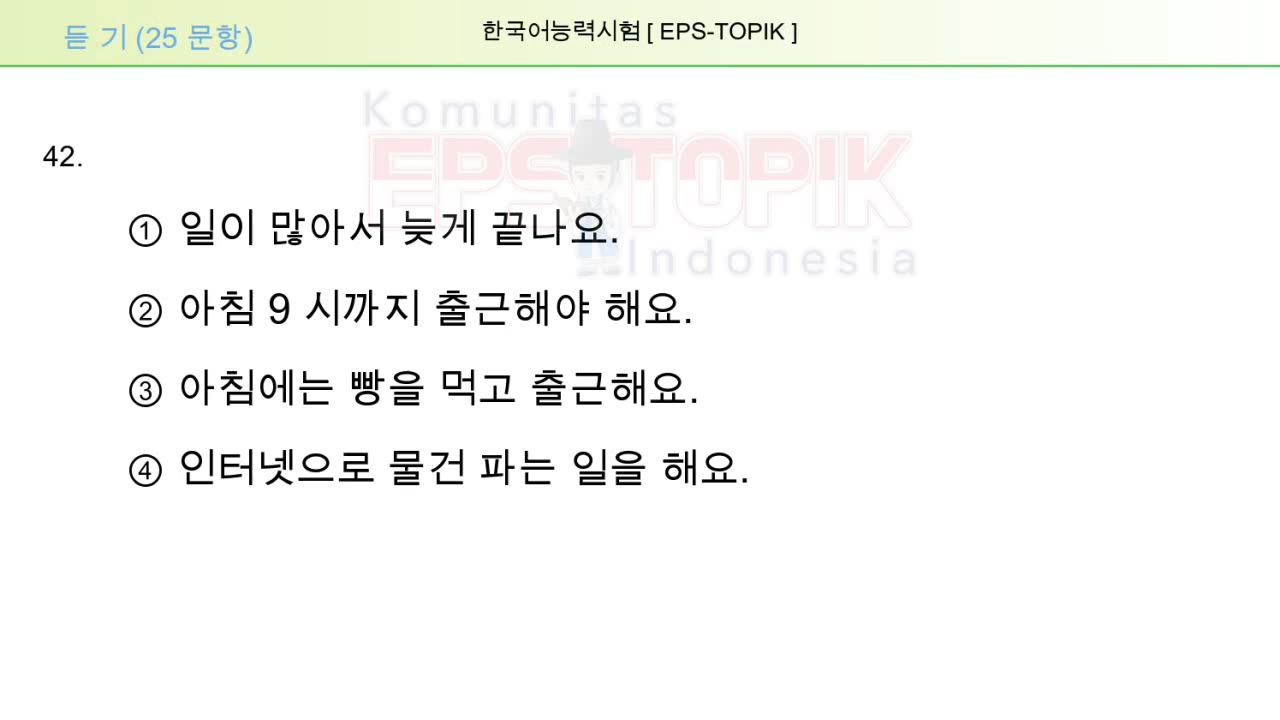 듣 기 (25 문항)
한국어능력시험 [ EPS-TOPIK ]
Komunitas
EPS TOPIK
Indonesia
42.
① 일이 많아서 늦게 끝나요.
② 아침 9 시까지 출근해야 해요.
③ 아침에는 빵을 먹고 출근해요.
④ 인터넷으로 물건 파는 일을 해요.